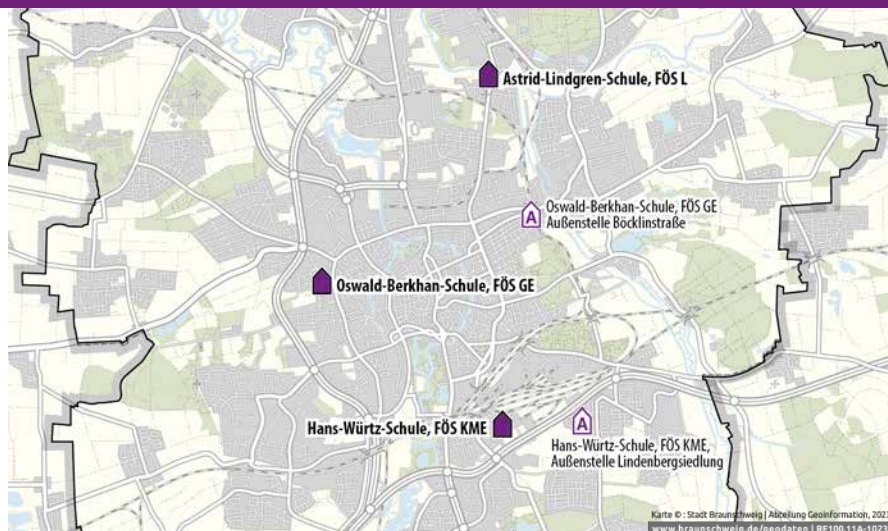 Astrid-Lindgren-Schule, FÖS L
A
Oswald-Berkhan-Schule, FÖS GE
Außenstelle Böcklinstraße
Oswald-Berkhan-Schule, FÖS GE
Hans-Würtz-Schule, FÖS KME
A
Hans-Würtz-Schule, FÖS KME,
Außenstelle Lindenbergsiedlung
Karte © : Stadt Braunschweig | Abteilung Geoinformation,
www.braunschweig.de/geodaten |